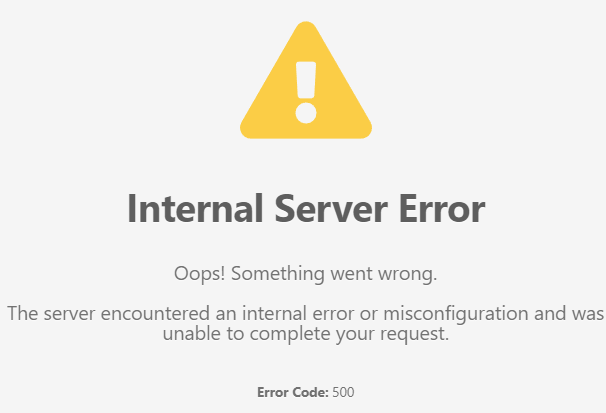 Internal Server Error
Oops! Something went wrong.
The server encountered an internal error or misconfiguration and was
unable to complete your request.
Error Code: 500